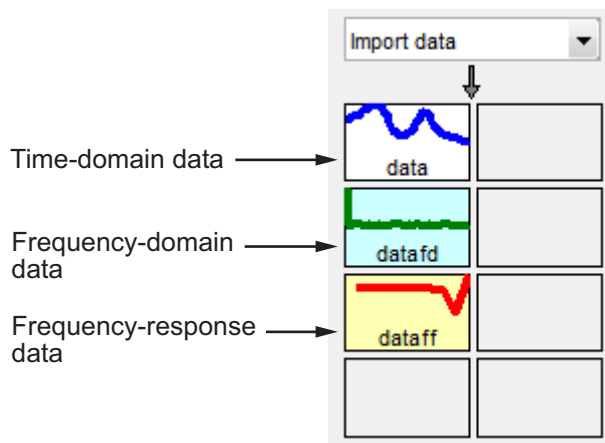 Import data
Time-domain data
data
Frequency-domain
data
datafd
Frequency-response
data
dataff